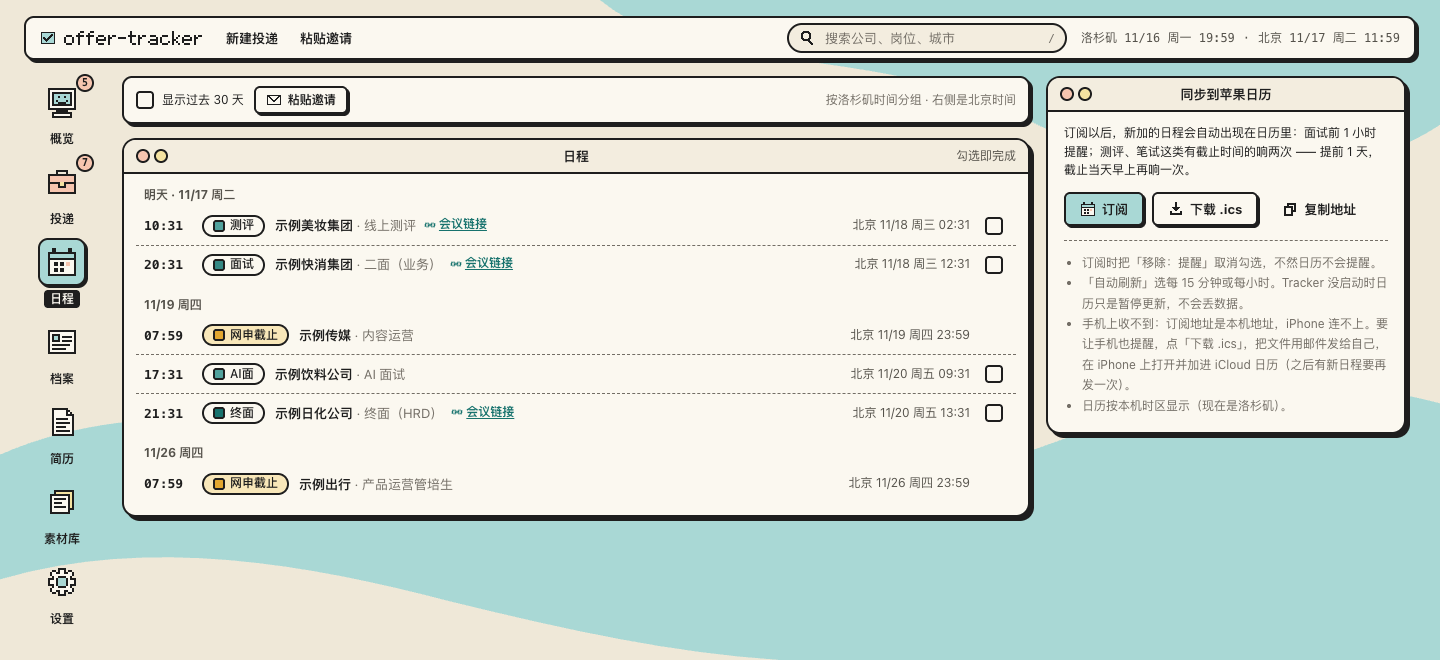 offer-tracker 新建投递 粘贴邀请 搜索公司、岗位、城市 / 洛杉矶 11/16 周一 19:59 · 北京 11/17 周二 11:59
5
概览
7
投递
日程
档案
简历
素材库
设置
显示过去 30 天 粘贴邀请 按洛杉矶时间分组 · 右侧是北京时间
日程 勾选即完成
明天 · 11/17 周二
10:31 测评 示例美妆集团 · 线上测评 会议链接 北京 11/18 周三 02:31
20:31 面试 示例快消集团 · 二面（业务） 会议链接 北京 11/18 周三 12:31
11/19 周四
07:59 网申截止 示例传媒 · 内容运营 北京 11/19 周四 23:59
17:31 AI面 示例饮料公司 · AI 面试 北京 11/20 周五 09:31
21:31 终面 示例日化公司 · 终面（HRD） 会议链接 北京 11/20 周五 13:31
11/26 周四
07:59 网申截止 示例出行 · 产品运营管培生 北京 11/26 周四 23:59
同步到苹果日历
订阅以后，新加的日程会自动出现在日历里：面试前 1 小时
提醒；测评、笔试这类有截止时间的响两次 —— 提前 1 天，
截止当天早上再响一次。
订阅 下载 .ics 复制地址
• 订阅时把「移除：提醒」取消勾选，不然日历不会提醒。
• 「自动刷新」选每 15 分钟或每小时。Tracker 没启动时日
历只是暂停更新，不会丢数据。
• 手机上收不到：订阅地址是本机地址，iPhone 连不上。要
让手机也提醒，点「下载 .ics」，把文件用邮件发给自己，
在 iPhone 上打开并加进 iCloud 日历（之后有新日程要再
发一次）。
• 日历按本机时区显示（现在是洛杉矶）。